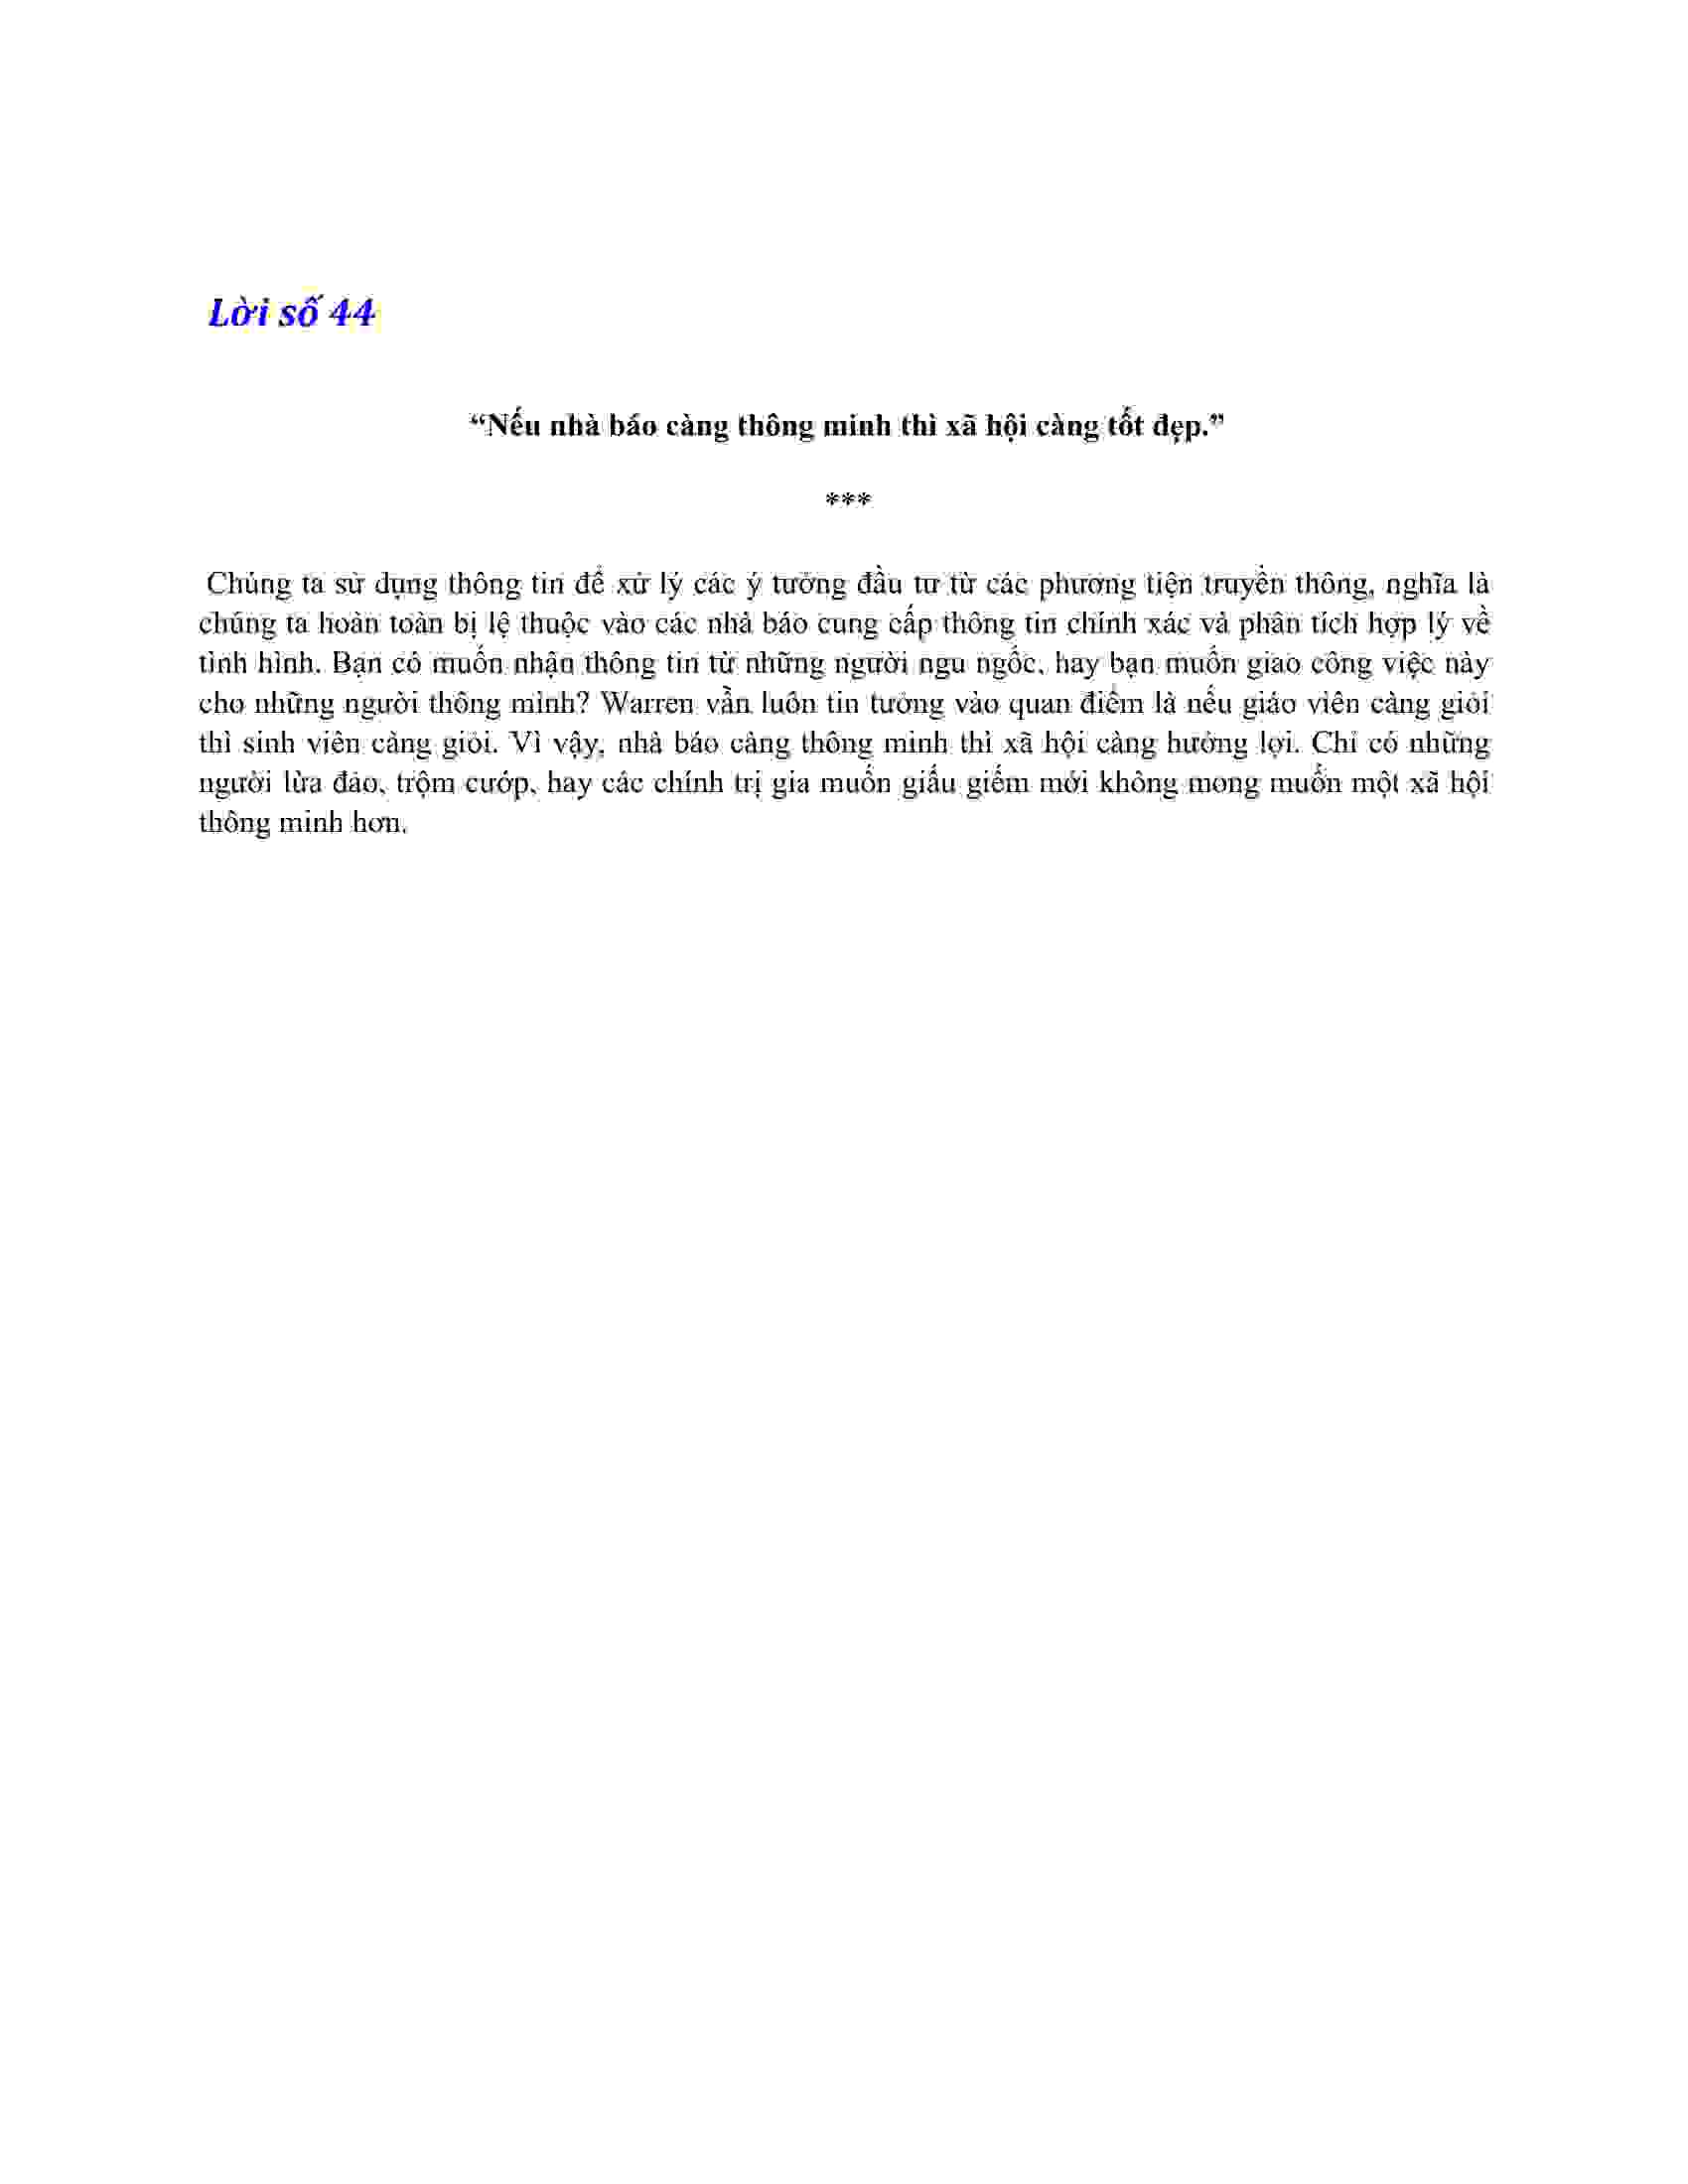 Lời số 44
“Nếu nhà báo càng thông minh thì xã hội càng tốt đẹp.”
***
Chúng ta sử dụng thông tin để xử lý các ý tưởng đầu tư từ các phương tiện truyền thông, nghĩa là
chúng ta hoàn toàn bị lệ thuộc vào các nhà báo cung cấp thông tin chính xác và phân tích hợp lý về
tình hình. Bạn có muốn nhận thông tin từ những người ngu ngốc, hay bạn muốn giao công việc này
cho những người thông minh? Warren vẫn luôn tin tưởng vào quan điểm là nếu giáo viên càng giỏi
thì sinh viên càng giỏi. Vì vậy, nhà báo càng thông minh thì xã hội càng hưởng lợi. Chỉ có những
người lừa đảo, trộm cướp, hay các chính trị gia muốn giấu giếm mới không mong muốn một xã hội
thông minh hơn.